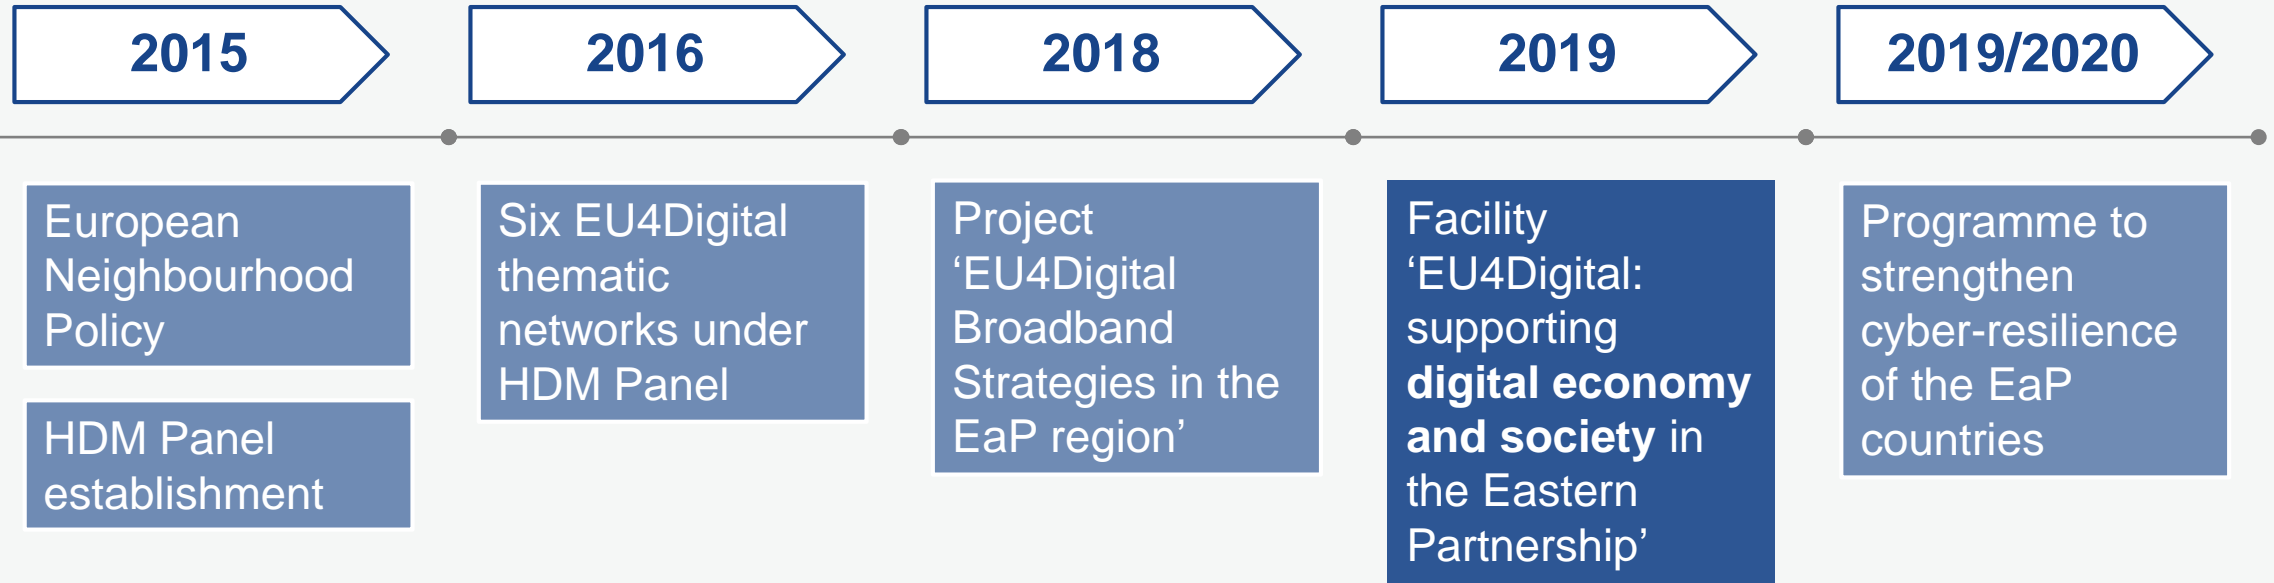 2015
2016
2018
2019
2019/2020
European
Neighbourhood
Policy
HDM Panel
establishment
Six EU4Digital
thematic
networks under
HDM Panel
Project
‘EU4Digital
Broadband
Strategies in the
EaP region’
Facility
‘EU4Digital:
supporting
digital economy
and society in
the Eastern
Partnership’
Programme to
strengthen
cyber-resilience
of the EaP
countries